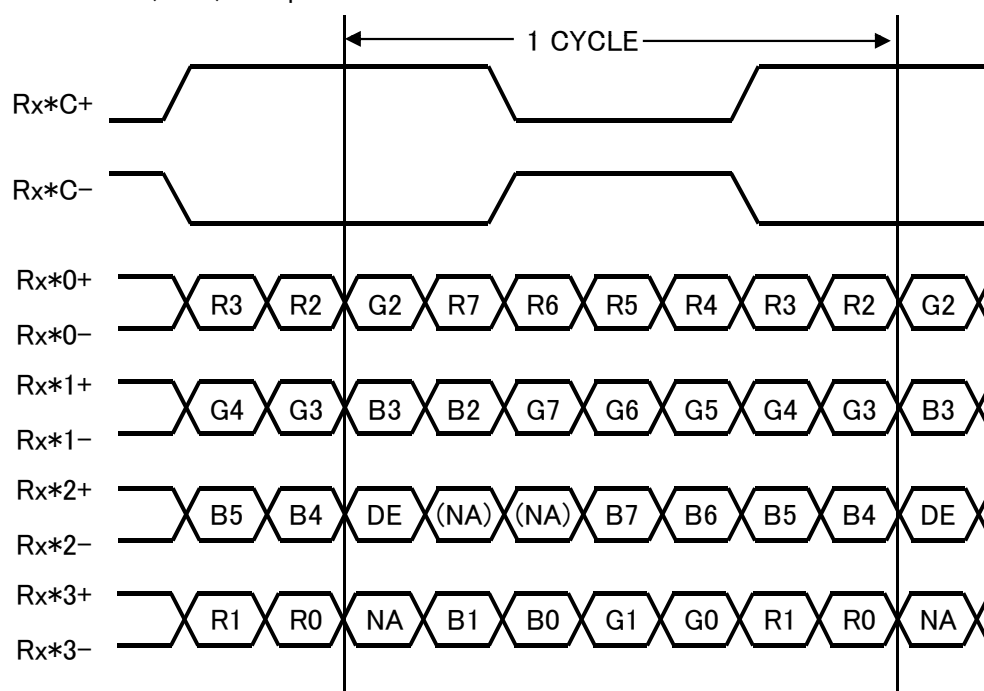 1 CYCLE
Rx*C+
Rx*C−
Rx*0+
R3 R2 G2 R7 R6 R5 R4 R3 R2 G2
Rx*0−
Rx*1+
G4 G3 B3 B2 G7 G6 G5 G4 G3 B3
Rx*1−
Rx*2+
B5 B4 DE (NA) (NA) B7 B6 B5 B4 DE
Rx*2−
Rx*3+
R1 R0 NA B1 B0 G1 G0 R1 R0 NA
Rx*3−